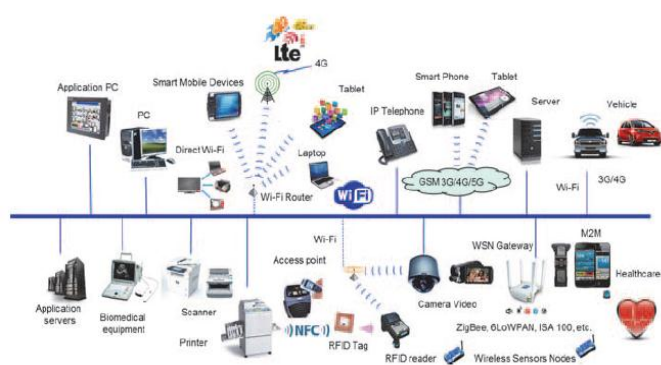 Lte
4G
Application PC
Smart Mobile Devices
Tablet
Smart Phone
Tablet
PC
IP Telephone
Server
Vehicle
Direct Wi-Fi
Laptop
Wi-Fi Router
WiFi
GSM 3G/4G/5G
Wi-Fi
3G/4G
Wi-Fi
WSN Gateway
M2M
Access point
Healthcare
Application
servers
Biomedical
equipment
Scanner
Camera Video
Printer
NFC
RFID Tag
ZigBee, 6LoWPAN, ISA 100, etc.
RFID reader
Wireless Sensors Nodes